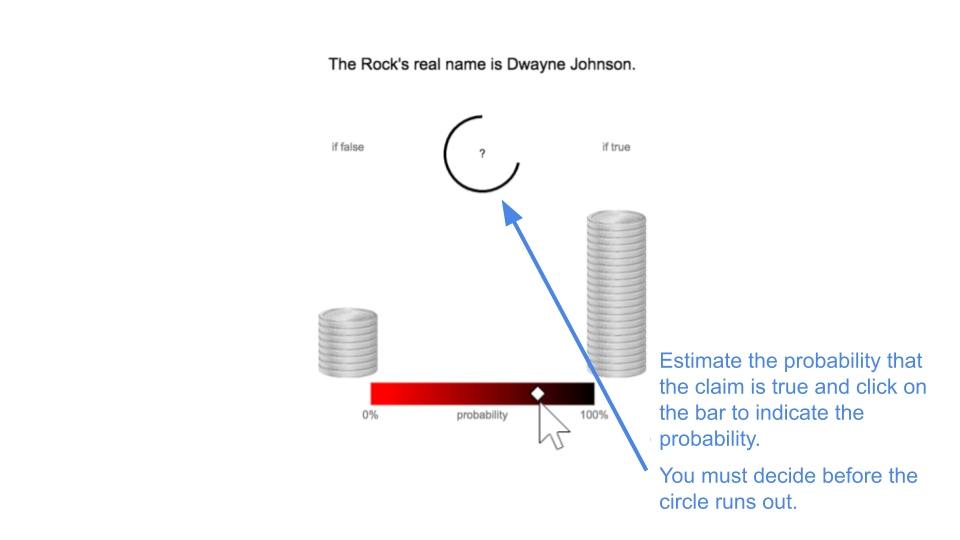 The Rock's real name is Dwayne Johnson.
if false
?
if true
0%
probability
100%
Estimate the probability that
the claim is true and click on
the bar to indicate the
probability.
You must decide before the
circle runs out.